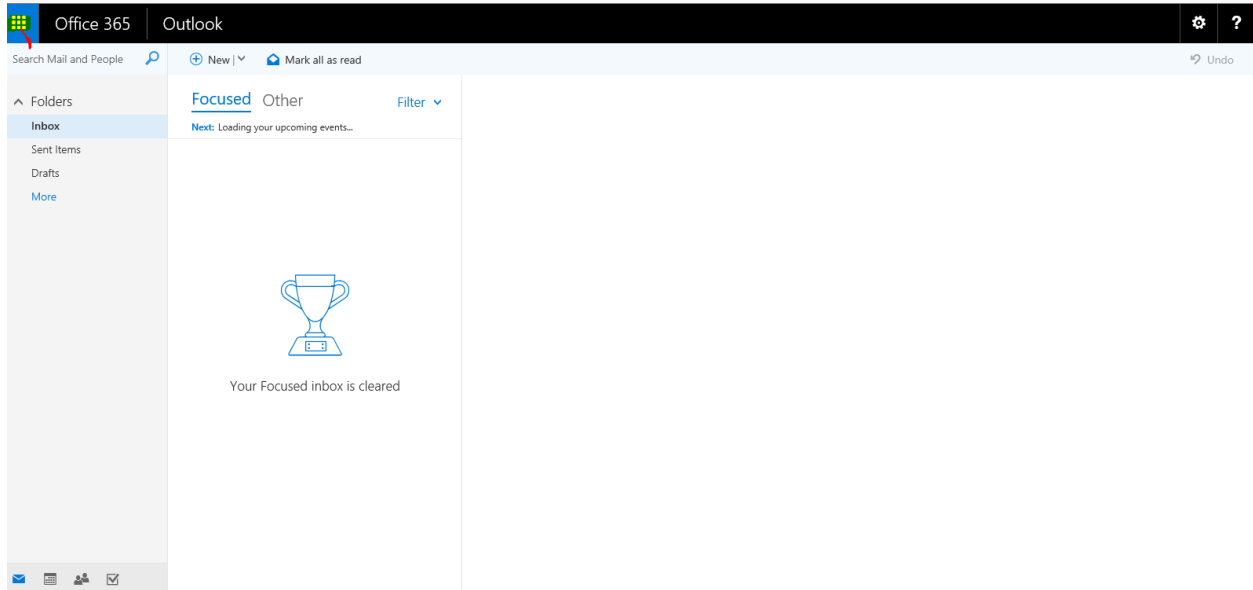 Office 365 Outlook ?
Search Mail and People New Mark all as read Undo
Folders
Inbox
Sent Items
Drafts
More
Focused Other Filter
Next: Loading your upcoming events...
Your Focused inbox is cleared